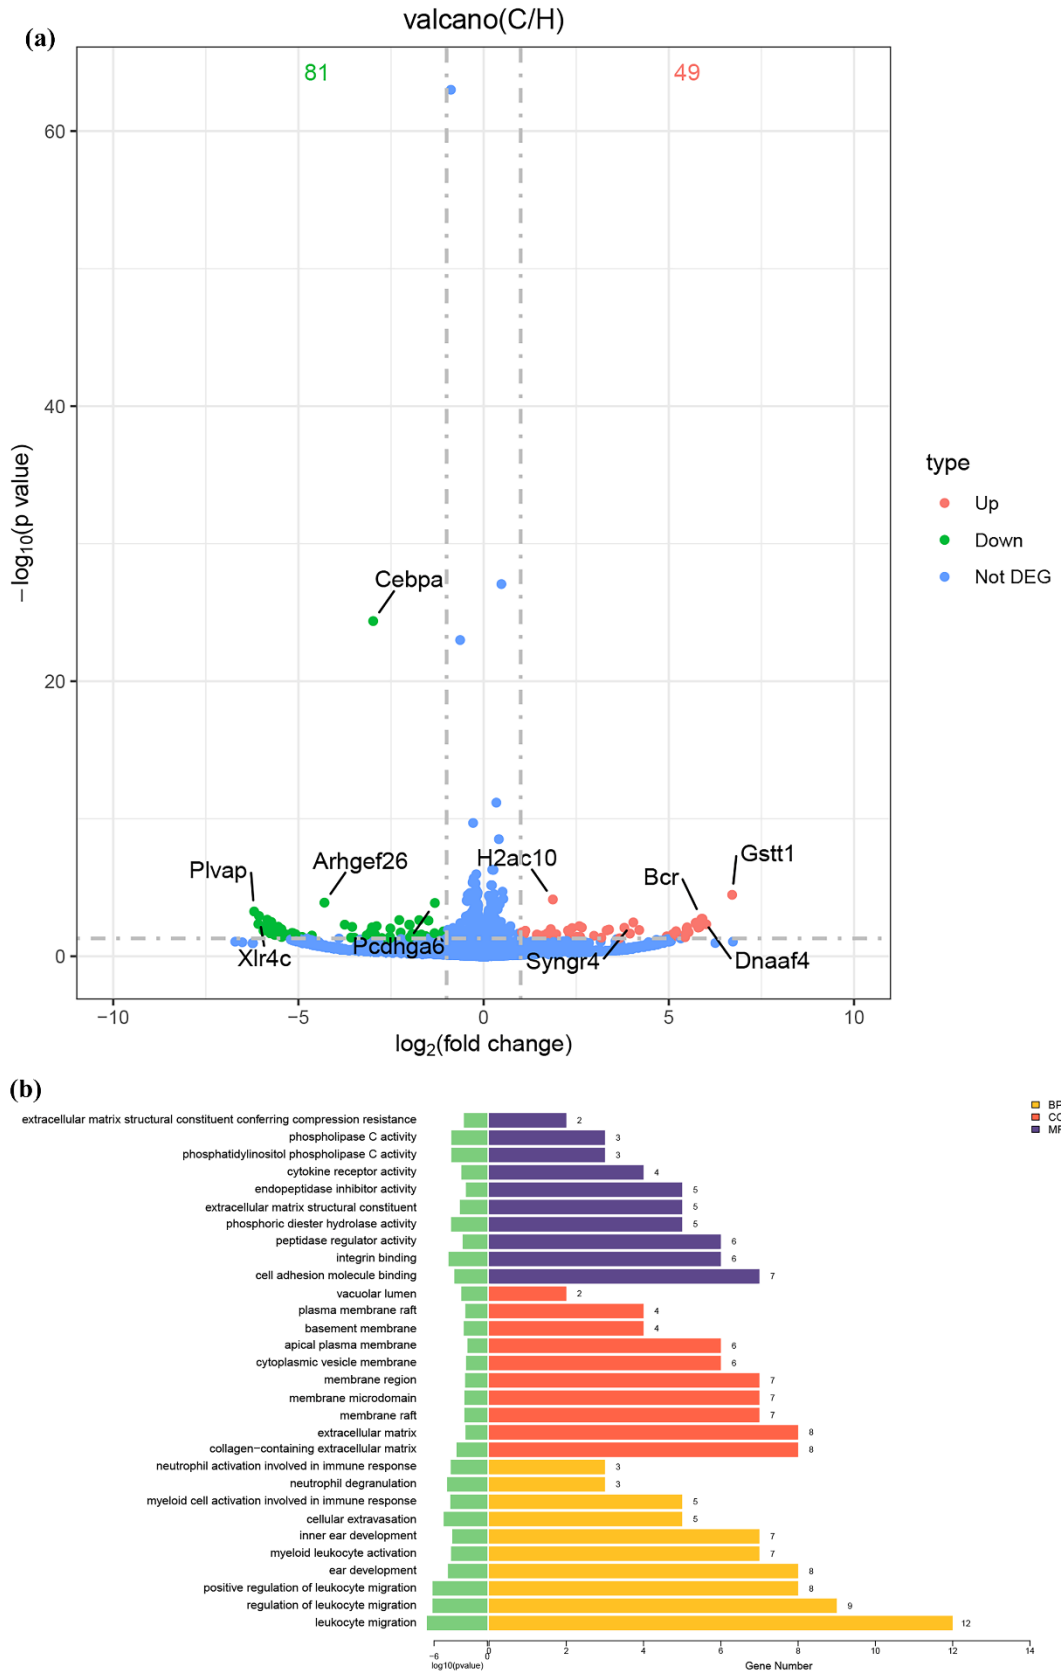 valcano(C/H)
(a)
81
49
60
40
20
0
−log10(p value)
Cebpa
Plvap
Arhgef26
H2ac10
Gstt1
Bcr
Xlr4c
Pcdhga6
Syngr4
Dnaaf4
−10
−5
0
5
10
log2(fold change)
type
Up
Down
Not DEG
(b)
BP
CC
MF
extracellular matrix structural constituent conferring compression resistance 2
phospholipase C activity 3
phosphatidylinositol phospholipase C activity 3
cytokine receptor activity 4
endopeptidase inhibitor activity 5
extracellular matrix structural constituent 5
phosphoric diester hydrolase activity 5
peptidase regulator activity 6
integrin binding 6
cell adhesion molecule binding 7
vacuolar lumen 2
plasma membrane raft 4
basement membrane 4
apical plasma membrane 6
cytoplasmic vesicle membrane 6
membrane region 7
membrane microdomain 7
membrane raft 7
extracellular matrix 8
collagen−containing extracellular matrix 8
neutrophil activation involved in immune response 3
neutrophil degranulation 3
myeloid cell activation involved in immune response 5
cellular extravasation 5
inner ear development 7
myeloid leukocyte activation 7
ear development 8
positive regulation of leukocyte migration 8
regulation of leukocyte migration 9
leukocyte migration 12
−6 0 0 2 4 6 8 10 12 14
log10(pvalue)
Gene Number